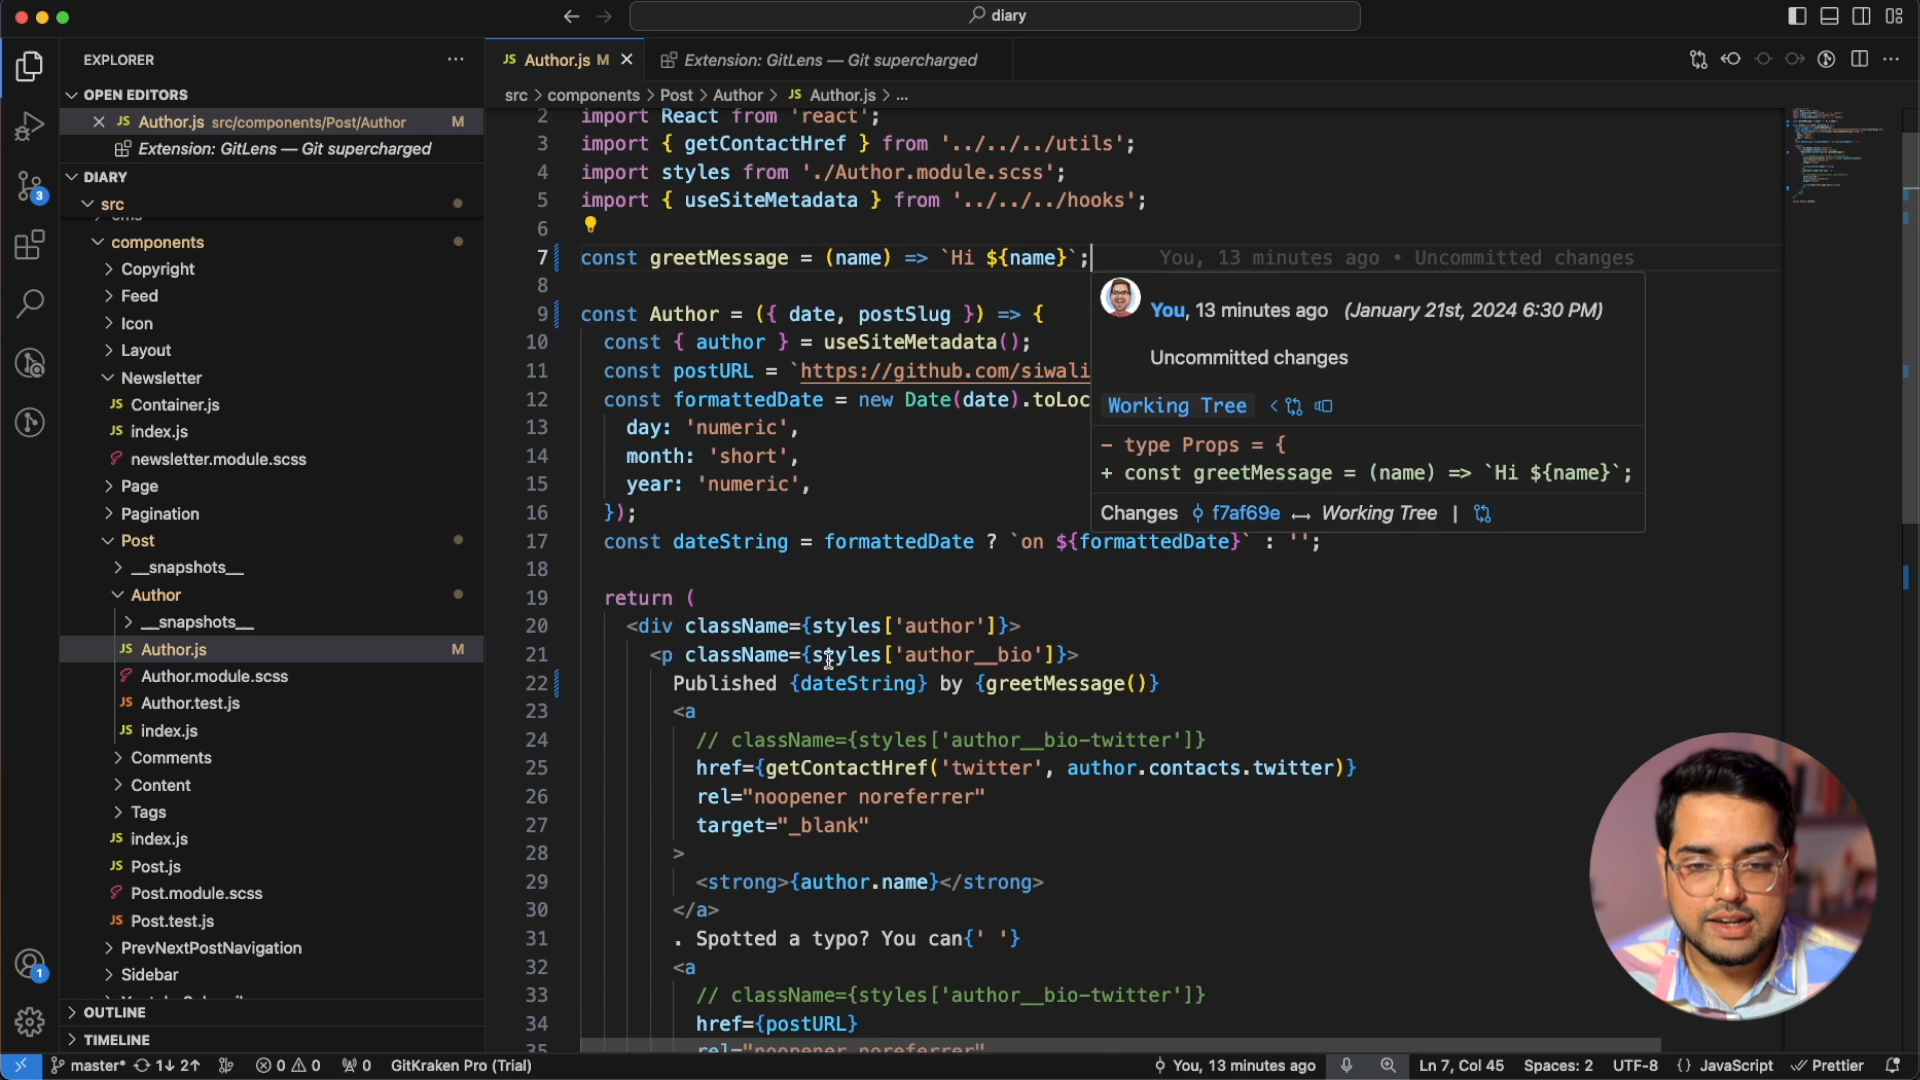 diary
EXPLORER
OPEN EDITORS
Author.js src/components/Post/Author M
Extension: GitLens — Git supercharged
DIARY
src
components
Copyright
Feed
Icon
Layout
Newsletter
Container.js
index.js
newsletter.module.scss
Page
Pagination
Post
__snapshots__
Author
__snapshots__
Author.js M
Author.module.scss
Author.test.js
index.js
Comments
Content
Tags
index.js
Post.js
Post.module.scss
Post.test.js
PrevNextPostNavigation
Sidebar
OUTLINE
TIMELINE
3
1
JS Author.js M
Extension: GitLens — Git supercharged
src > components > Post > Author > JS Author.js > ...
2 import React from 'react';
3 import { getContactHref } from '../../../utils';
4 import styles from './Author.module.scss';
5 import { useSiteMetadata } from '../../../hooks';
6
7 const greetMessage = (name) => `Hi ${name}`; You, 13 minutes ago • Uncommitted changes
8
9 const Author = ({ date, postSlug }) => {
10 const { author } = useSiteMetadata();
11 const postURL = `https://github.com/siwali
12 const formattedDate = new Date(date).toLoc
13 day: 'numeric',
14 month: 'short',
15 year: 'numeric',
16 });
17 const dateString = formattedDate ? `on ${formattedDate}` : '';
18
19 return (
20 <div className={styles['author']}>
21 <p className={styles['author__bio']}>
22 Published {dateString} by {greetMessage()}
23 <a
24 // className={styles['author__bio-twitter']}
25 href={getContactHref('twitter', author.contacts.twitter)}
26 rel="noopener noreferrer"
27 target="_blank"
28 >
29 <strong>{author.name}</strong>
30 </a>
31 . Spotted a typo? You can{' '}
32 <a
33 // className={styles['author__bio-twitter']}
34 href={postURL}
35 rel="noopener noreferrer"
You, 13 minutes ago (January 21st, 2024 6:30 PM)
Uncommitted changes
Working Tree
- type Props = {
+ const greetMessage = (name) => `Hi ${name}`;
Changes f7af69e ↔ Working Tree |
master* 1↓ 2↑ 0 0 0 GitKraken Pro (Trial) You, 13 minutes ago Ln 7, Col 45 Spaces: 2 UTF-8 {} JavaScript Prettier